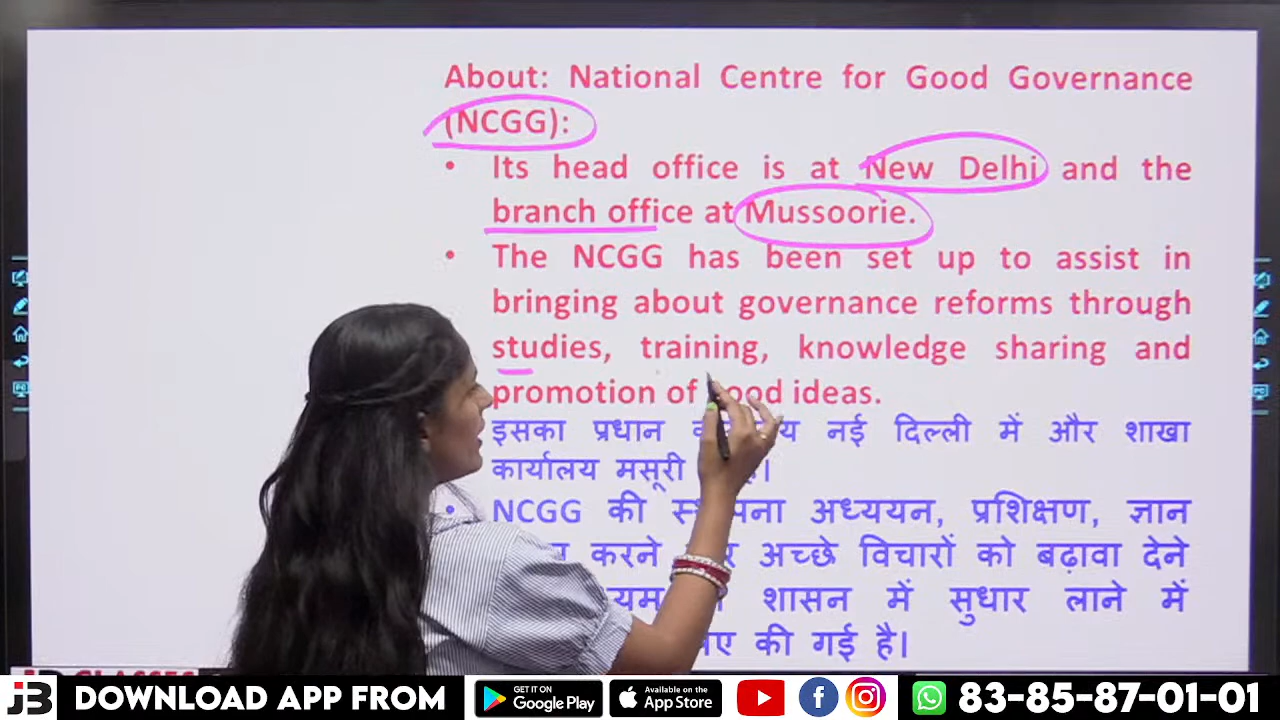 About: National Centre for Good Governance
(NCGG):
• Its head office is at New Delhi and the
branch office at Mussoorie.
• The NCGG has been set up to assist in
bringing about governance reforms through
studies, training, knowledge sharing and
promotion of good ideas.
इसका प्रधान नई दिल्ली में और शाखा
कार्यालय मसूरी है।
• NCGG की अध्ययन, प्रशिक्षण, ज्ञान
करने अच्छे विचारों को बढ़ावा देने
शासन में सुधार लाने में
की गई है।
JB DOWNLOAD APP FROM GET IT ON Google Play Available on the App Store 83-85-87-01-01